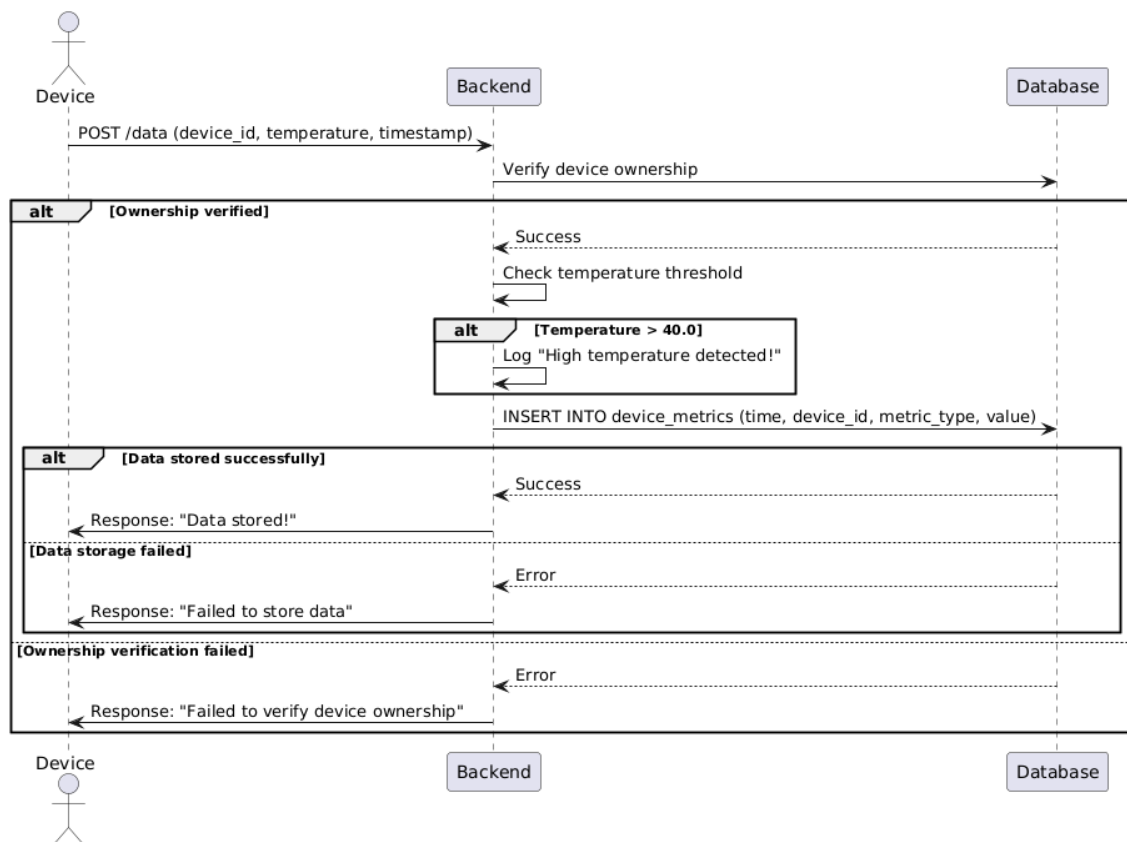 Device
Backend
Database
POST /data (device_id, temperature, timestamp)
Verify device ownership
alt [Ownership verified]
Success
Check temperature threshold
alt [Temperature > 40.0]
Log "High temperature detected!"
INSERT INTO device_metrics (time, device_id, metric_type, value)
alt [Data stored successfully]
Success
Response: "Data stored!"
[Data storage failed]
Error
Response: "Failed to store data"
[Ownership verification failed]
Error
Response: "Failed to verify device ownership"
Device
Backend
Database